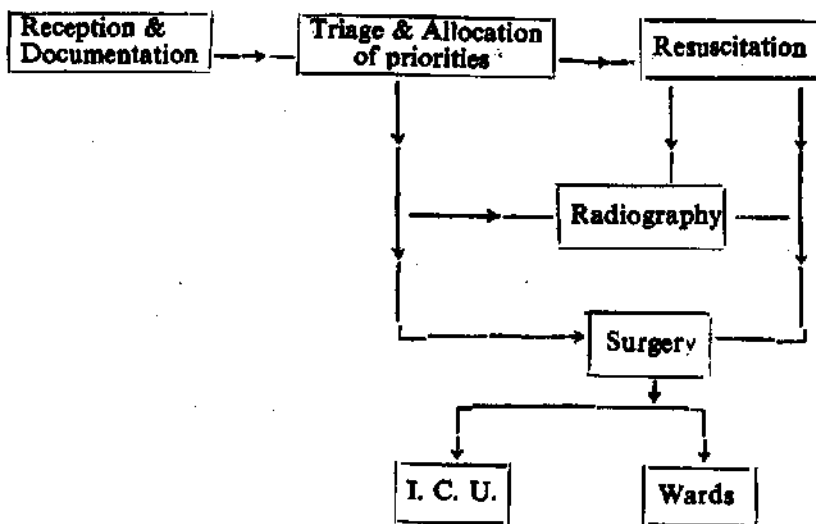 Reception &
Documentation
Triage & Allocation
of priorities
Resuscitation
Radiography
Surgery
I. C. U.
Wards